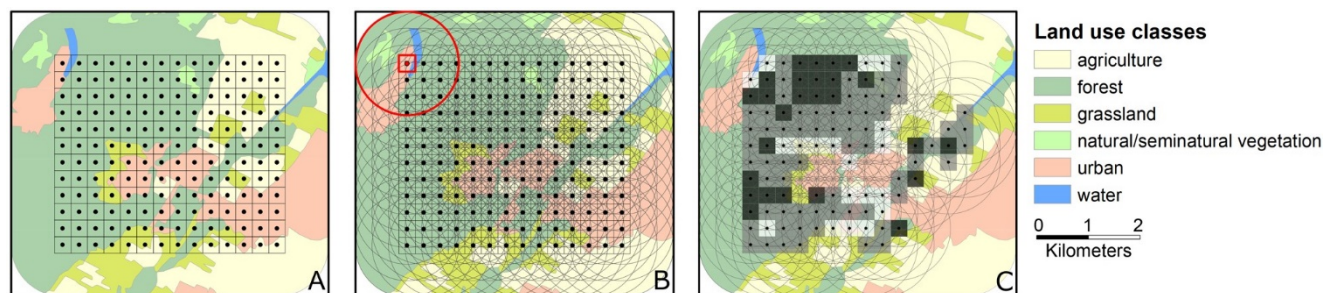 A
B
C
Land use classes
agriculture
forest
grassland
natural/seminatural vegetation
urban
water
0 1 2
Kilometers